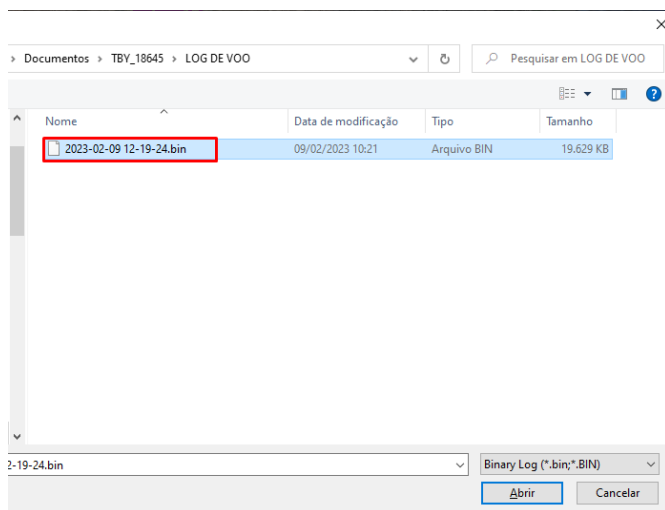 Documentos > TBY_18645 > LOG DE VOO
Pesquisar em LOG DE VOO
Nome Data de modificação Tipo Tamanho
2023-02-09 12-19-24.bin 09/02/2023 10:21 Arquivo BIN 19.629 KB
2-19-24.bin Binary Log (*.bin;*.BIN)
Abrir Cancelar